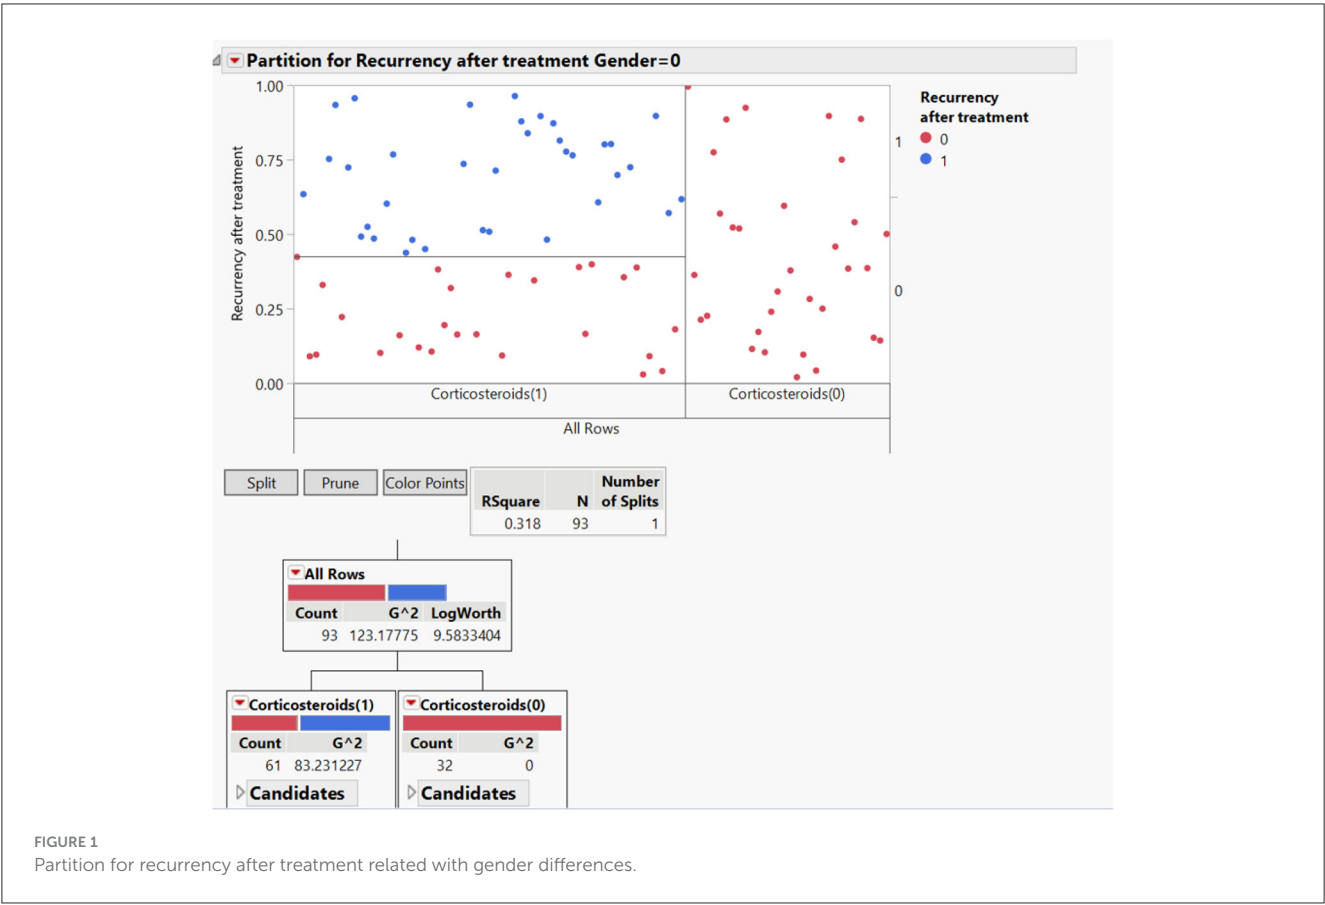 Partition for Recurrency after treatment Gender=0
Recurrency after treatment
1.00
0.75
0.50
0.25
0.00
1
0
Corticosteroids(1)
Corticosteroids(0)
All Rows
Recurrency
after treatment
0
1
Split
Prune
Color Points
Number
RSquare N of Splits
0.318 93 1
All Rows
Count G^2 LogWorth
93 123.17775 9.5833404
Corticosteroids(1)
Count G^2
61 83.231227
Candidates
Corticosteroids(0)
Count G^2
32 0
Candidates
FIGURE 1
Partition for recurrency after treatment related with gender differences.